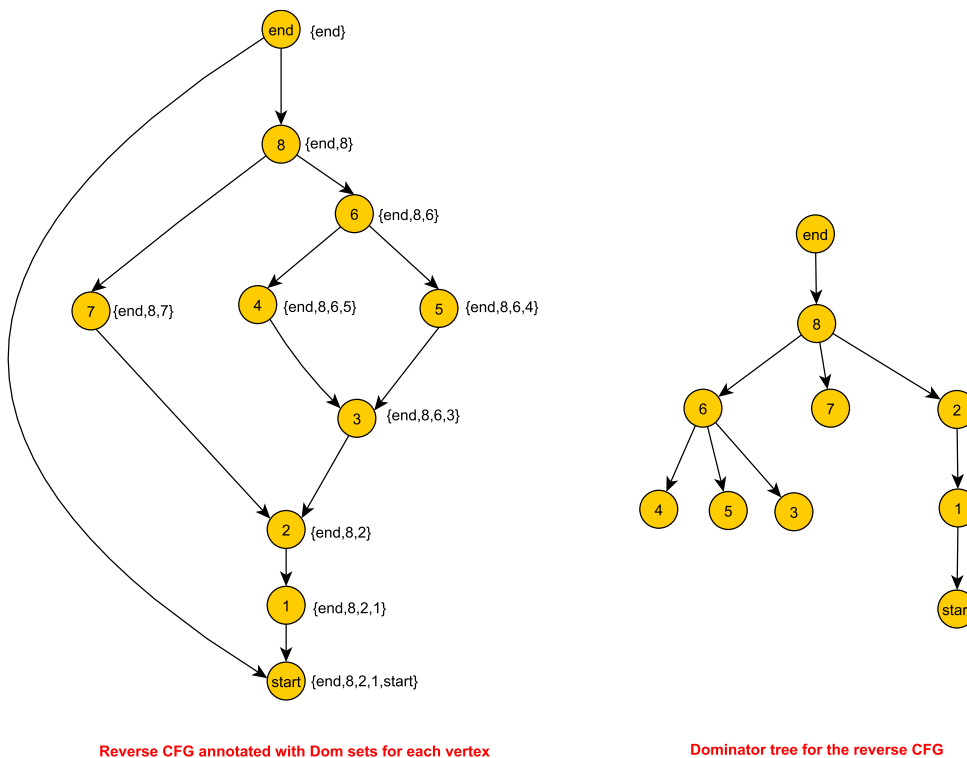 end {end}
8 {end,8}
6 {end,8,6}
7 {end,8,7}
4 {end,8,6,5}
5 {end,8,6,4}
3 {end,8,6,3}
2 {end,8,2}
1 {end,8,2,1}
start {end,8,2,1,start}
Reverse CFG annotated with Dom sets for each vertex
end
8
6 7 2
4 5 3 1
star
Dominator tree for the reverse CFG